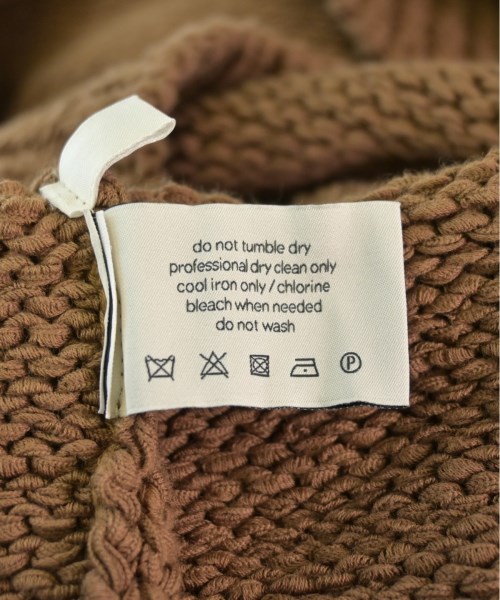 do not tumble dry
professional dry clean only
cool iron only / chlorine
bleach when needed
do not wash
P